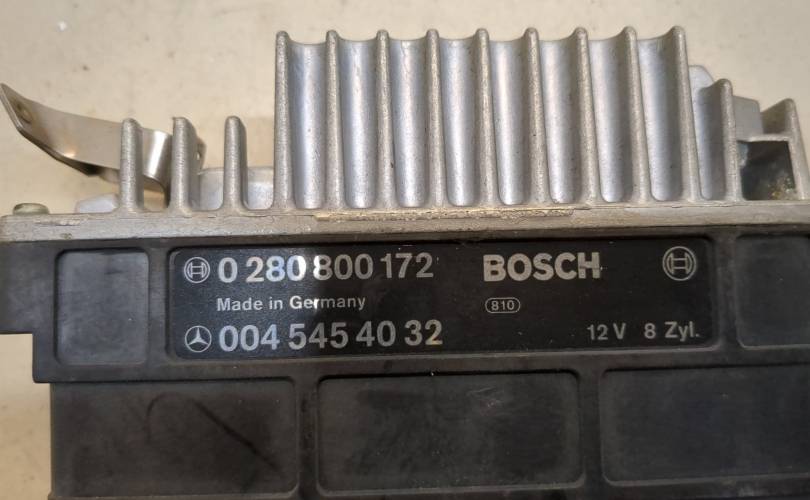 0 280 800 172 BOSCH
Made in Germany 810
004 545 40 32 12 V 8 Zyl.